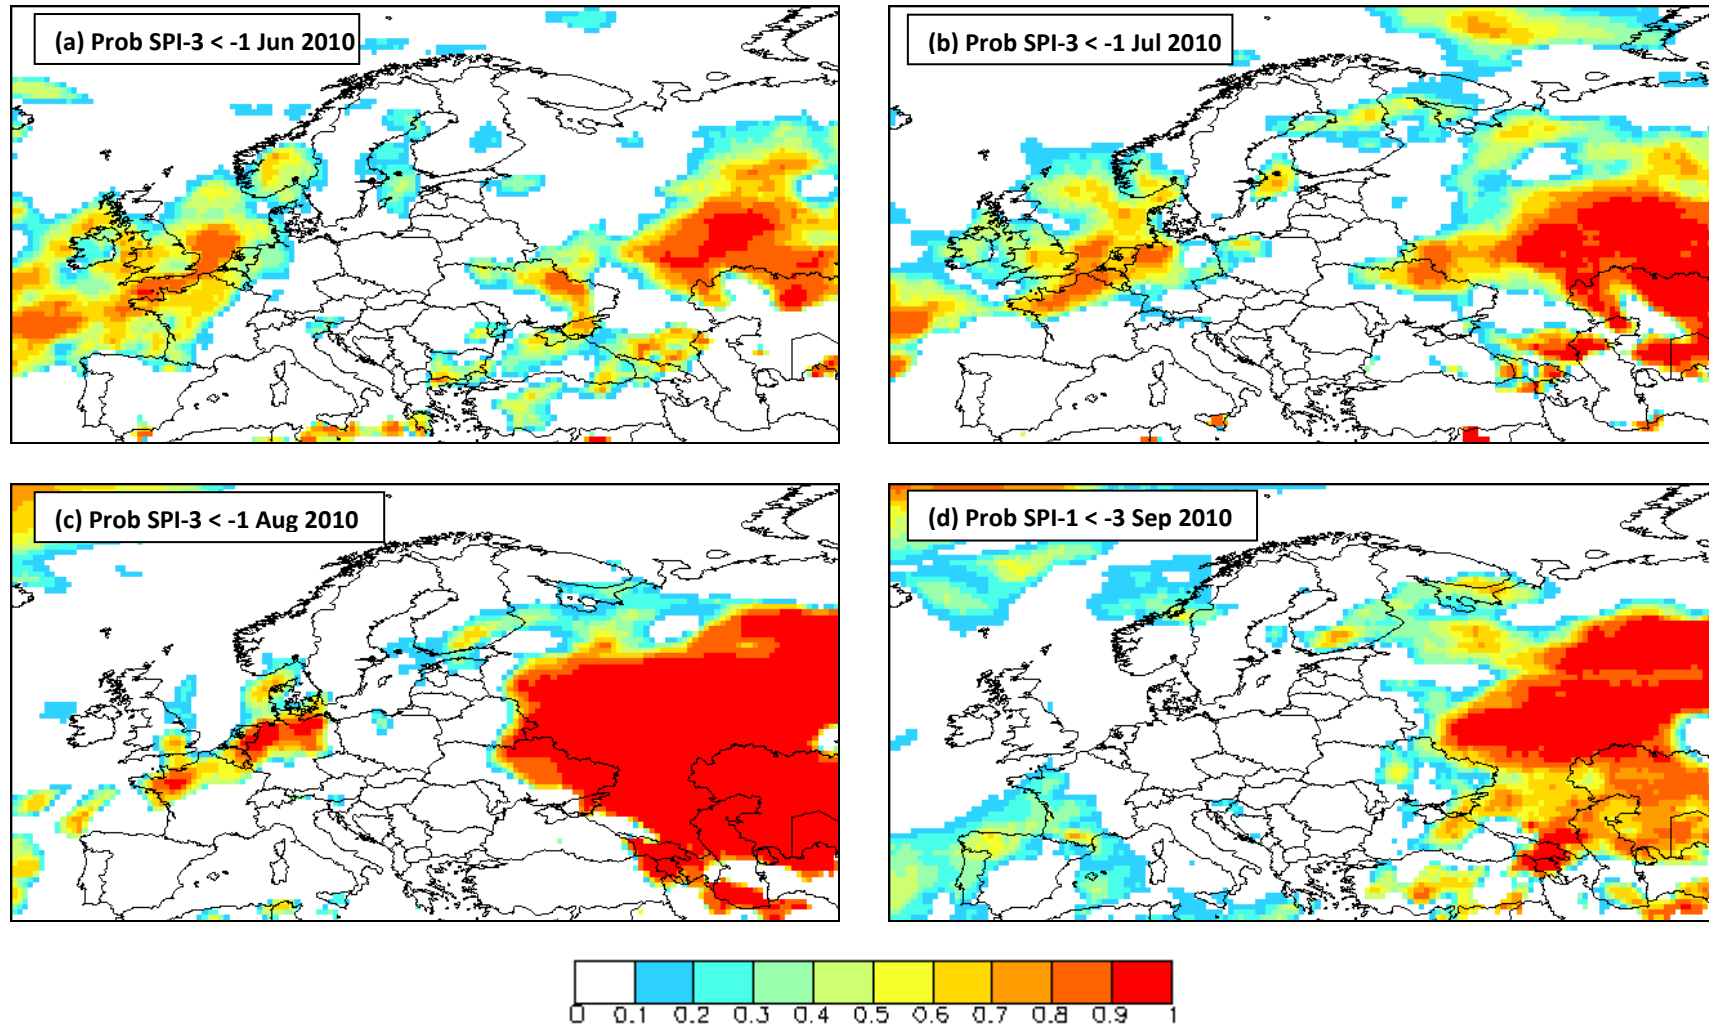 (a) Prob SPI-3 < -1 Jun 2010
(b) Prob SPI-3 < -1 Jul 2010
(c) Prob SPI-3 < -1 Aug 2010
(d) Prob SPI-1 < -3 Sep 2010
0 0.1 0.2 0.3 0.4 0.5 0.6 0.7 0.8 0.9 1